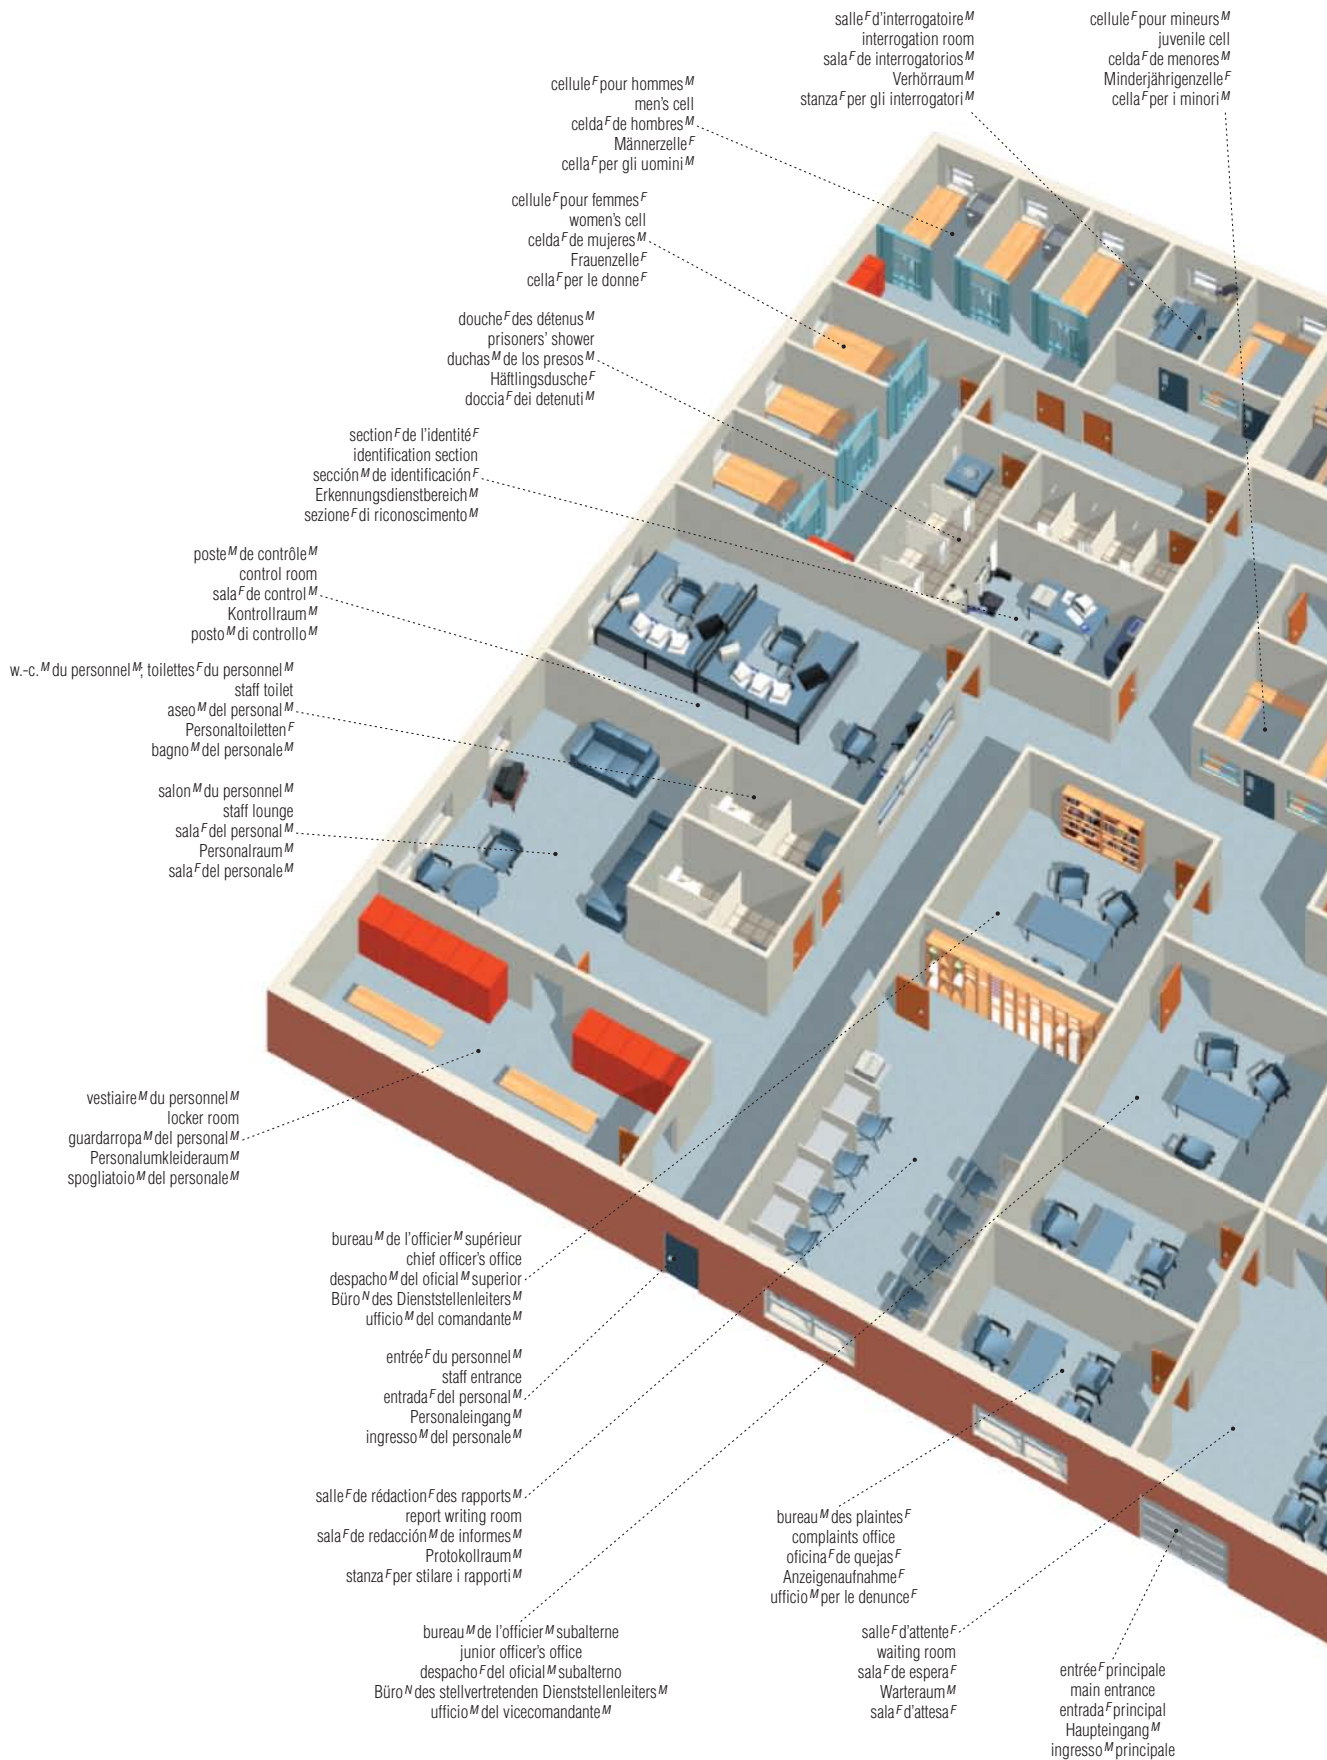 salle F d'interrogatoire M
interrogation room
sala F de interrogatorios M
Verhörraum M
stanza F per gli interrogatori M
cellule F pour mineurs M
juvenile cell
celda F de menores M
Minderjährigenzelle F
cella F per i minori M
cellule F pour hommes M
men's cell
celda F de hombres M
Männerzelle F
cella F per gli uomini M
cellule F pour femmes F
women's cell
celda F de mujeres M
Frauenzelle F
cella F per le donne F
douche F des détenus M
prisoners' shower
duchas M de los presos M
Häftlingsdusche F
doccia F dei detenuti M
section F de l'identité F
identification section
sección M de identificación F
Erkennungsdienstbereich M
sezione F di riconoscimento M
poste M de contrôle M
control room
sala F de control M
Kontrollraum M
posto M di controllo M
w.-c. M du personnel M; toilettes F du personnel M
staff toilet
aseo M del personal M
Personaltoiletten F
bagno M del personale M
salon M du personnel M
staff lounge
sala F del personal M
Personalraum M
sala F del personale M
vestiaire M du personnel M
locker room
guardarropa M del personal M
Personalumkleideraum M
spogliatoio M del personale M
bureau M de l'officier M supérieur
chief officer's office
despacho M del oficial M superior
Büro N des Dienststellenleiters M
ufficio M del comandante M
entrée F du personnel M
staff entrance
entrada F del personal M
Personaleingang M
ingresso M del personale M
salle F de rédaction F des rapports M
report writing room
sala F de redacción M de informes M
Protokollraum M
stanza F per stilare i rapporti M
bureau M de l'officier M subalterne
junior officer's office
despacho F del oficial M subalterno
Büro N des stellvertretenden Dienststellenleiters M
ufficio M del vicecomandante M
bureau M des plaintes F
complaints office
oficina F de quejas F
Anzeigenaufnahme F
ufficio M per le denunce F
salle F d'attente F
waiting room
sala F de espera F
Warteraum M
sala F d'attesa F
entrée F principale
main entrance
entrada F principal
Haupteingang M
ingresso M principale